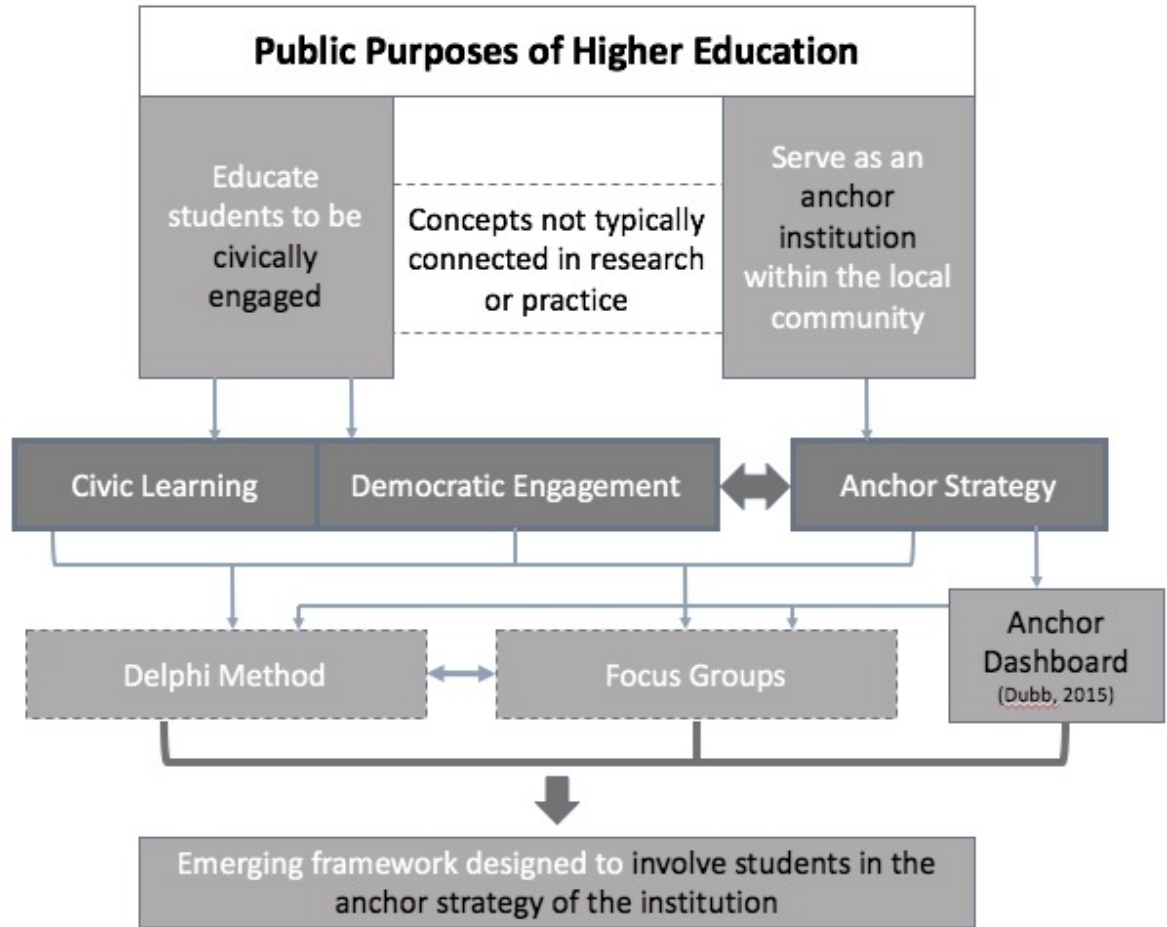 Public Purposes of Higher Education
Educate
students to be
civically
engaged
Concepts not typically
connected in research
or practice
Serve as an
anchor
institution
within the local
community
Civic Learning
Democratic Engagement
Anchor Strategy
Delphi Method
Focus Groups
Anchor
Dashboard
(Dubb, 2015)
Emerging framework designed to involve students in the
anchor strategy of the institution